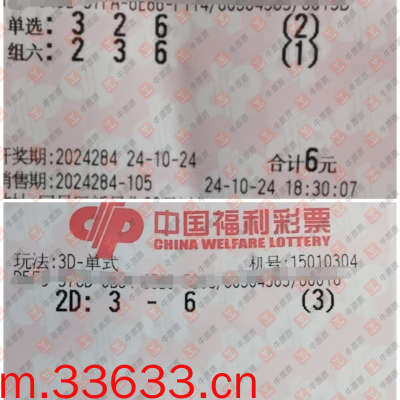 单选: 3 2 6 (2)
组六: 2 3 6 (1)
开奖期:2024284 24-10-24 合计6元
销售期:2024284-105 24-10-24 18:30:07
中国福利彩票
CHINA WELFARE LOTTERY
玩法:3D-单式 机号:15010304
2D: 3 - 6 (3)
m.33633.cn